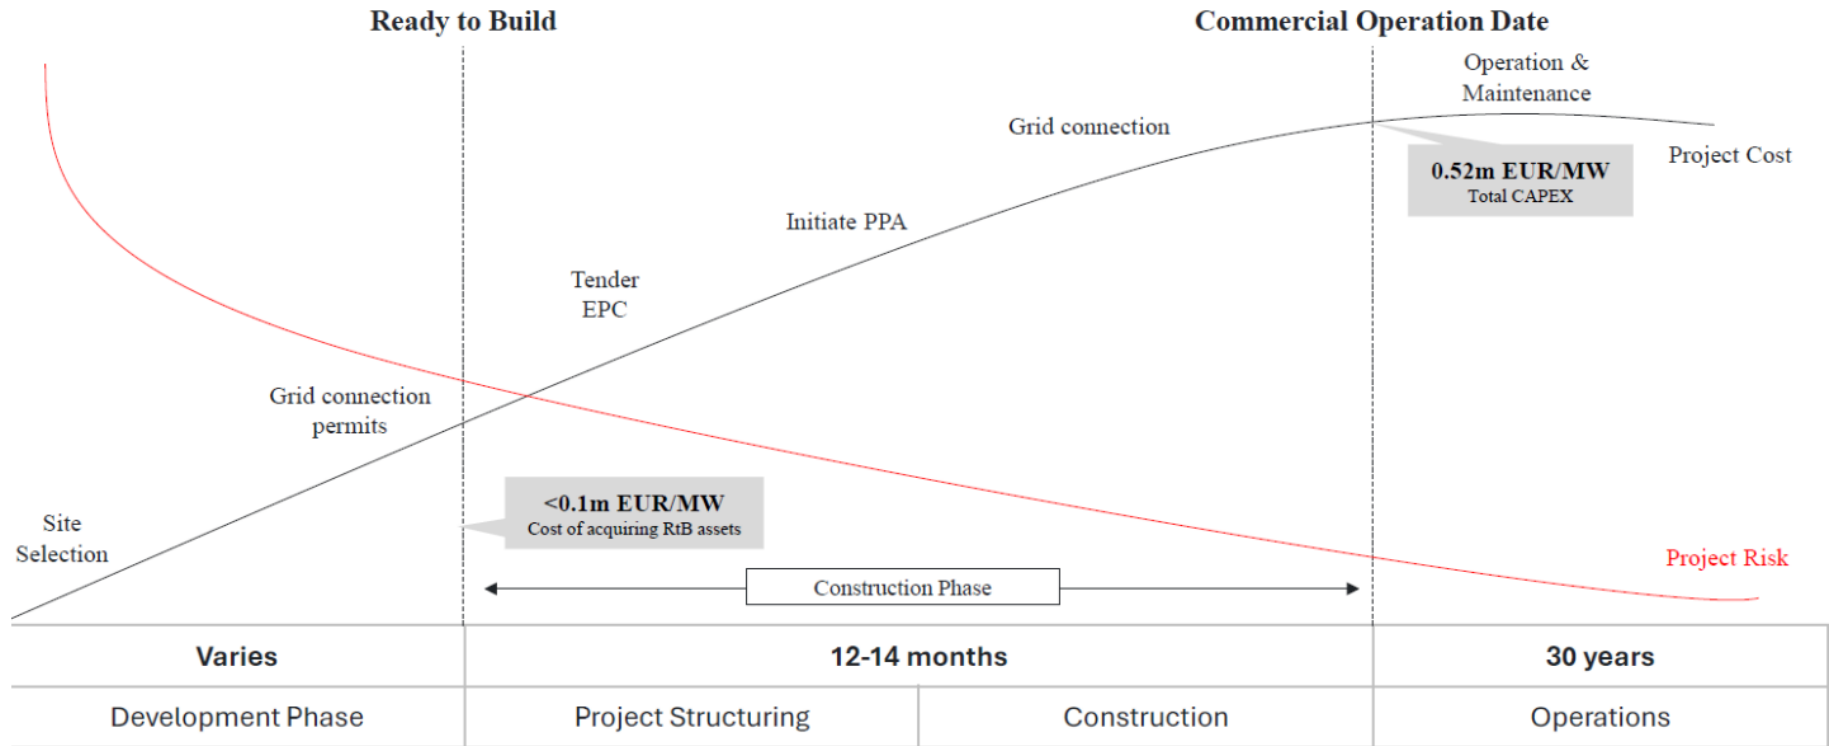 Ready to Build
Commercial Operation Date
Operation &
Maintenance
Grid connection
Project Cost
0.52m EUR/MW
Total CAPEX
Initiate PPA
Tender
EPC
Grid connection
permits
<0.1m EUR/MW
Cost of acquiring RtB assets
Site
Selection
Project Risk
Construction Phase
Varies
12-14 months
30 years
Development Phase
Project Structuring
Construction
Operations